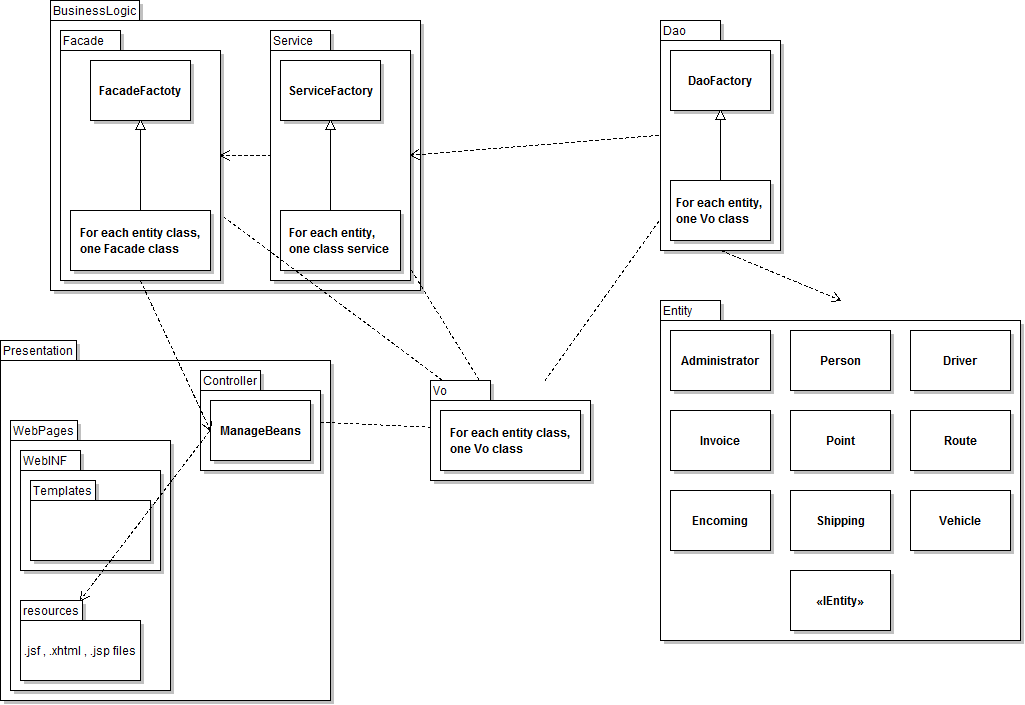 BusinessLogic
Facade
FacadeFactoty
For each entity class,
one Facade class
Service
ServiceFactory
For each entity,
one class service
Dao
DaoFactory
For each entity,
one Vo class
Presentation
Controller
ManageBeans
WebPages
WebINF
Templates
resources
.jsf , .xhtml , .jsp files
Vo
For each entity class,
one Vo class
Entity
Administrator
Person
Driver
Invoice
Point
Route
Encoming
Shipping
Vehicle
«IEntity»